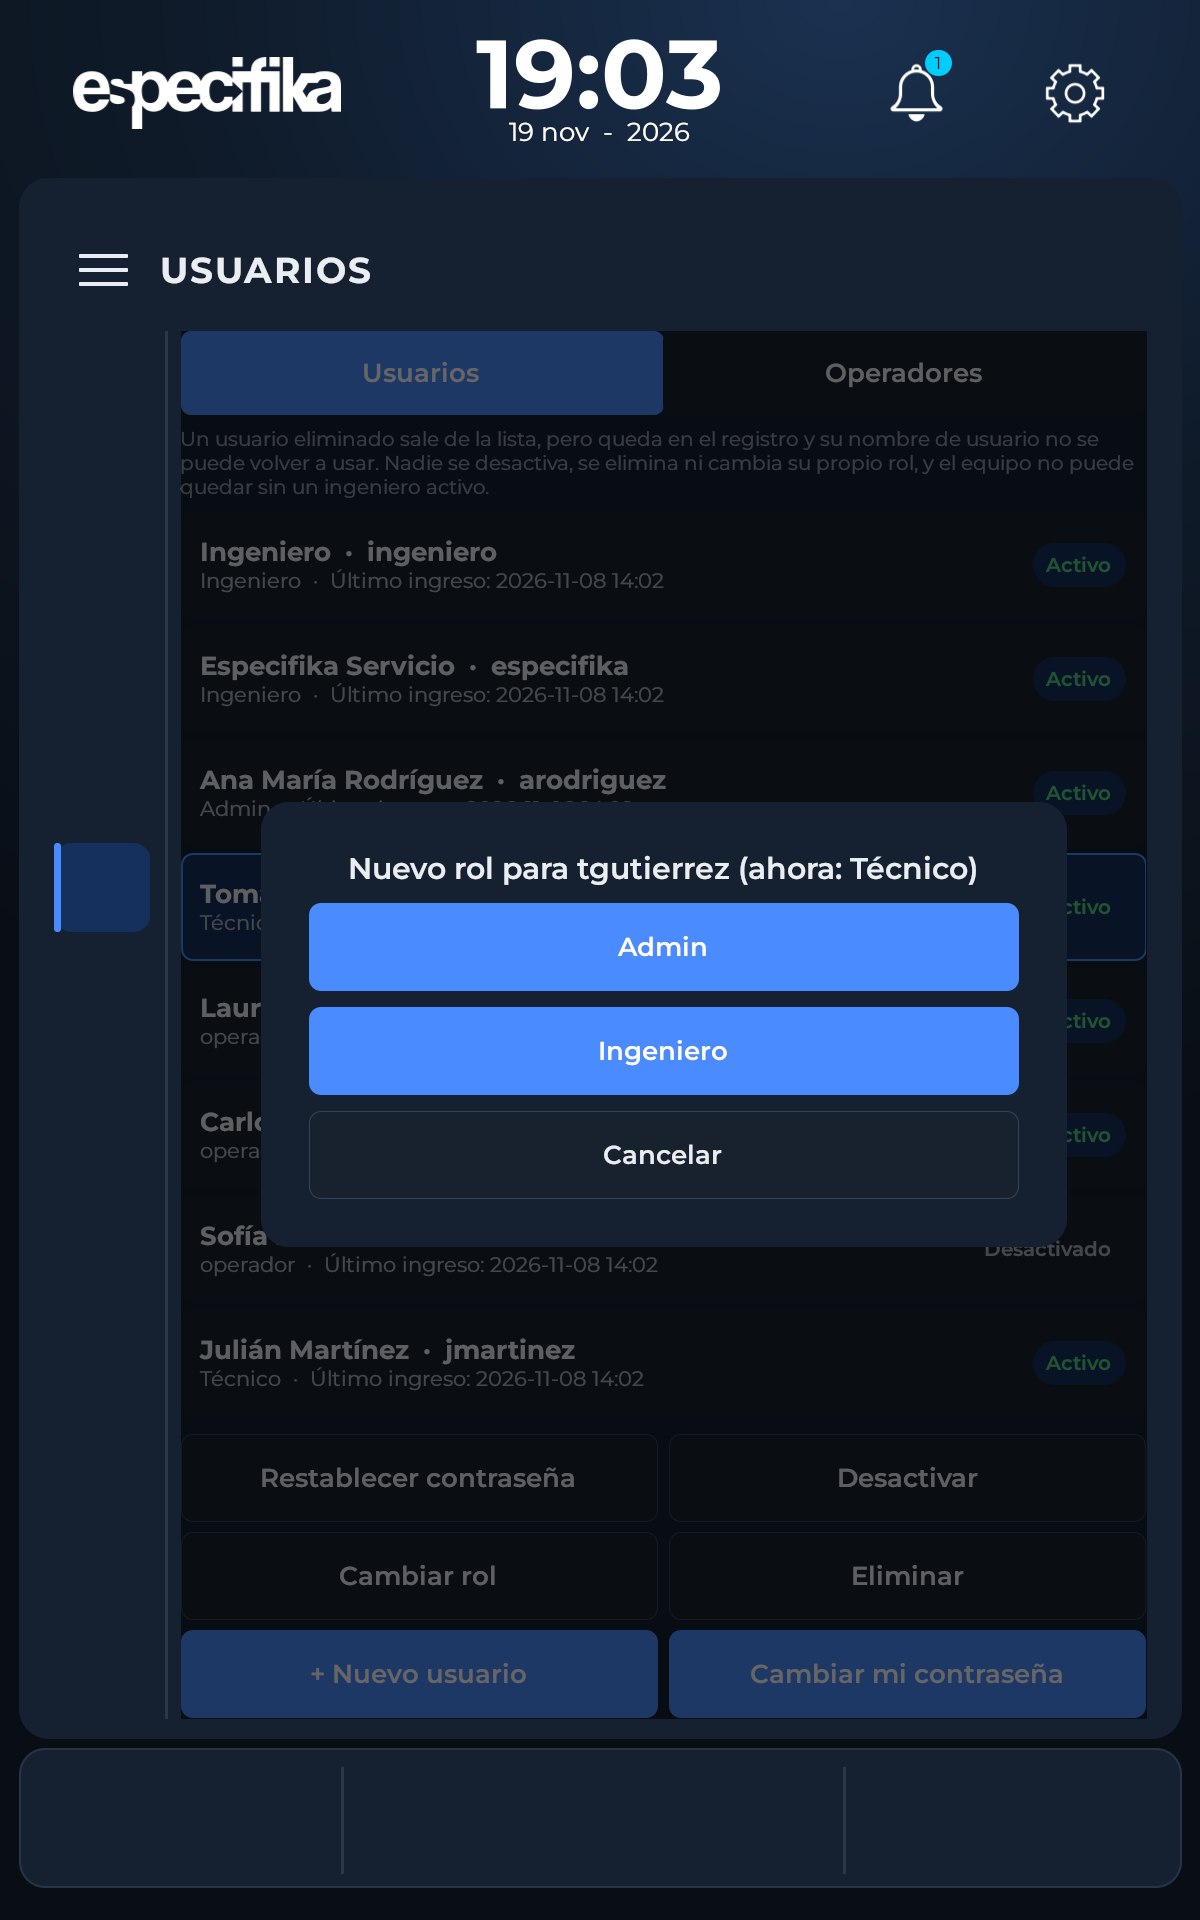 especifika
19:03
19 nov - 2026
1
USUARIOS
Usuarios
Operadores
Un usuario eliminado sale de la lista, pero queda en el registro y su nombre de usuario no se
puede volver a usar. Nadie se desactiva, se elimina ni cambia su propio rol, y el equipo no puede
quedar sin un ingeniero activo.
Ingeniero · ingeniero
Ingeniero · Último ingreso: 2026-11-08 14:02
Activo
Especifika Servicio · especifika
Ingeniero · Último ingreso: 2026-11-08 14:02
Activo
Ana María Rodríguez · arodriguez
Admin
Activo
Nuevo rol para tgutierrez (ahora: Técnico)
Admin
Ingeniero
Cancelar
Sofía
operador · Último ingreso: 2026-11-08 14:02
Desactivado
Julián Martínez · jmartinez
Técnico · Último ingreso: 2026-11-08 14:02
Activo
Restablecer contraseña
Desactivar
Cambiar rol
Eliminar
+ Nuevo usuario
Cambiar mi contraseña